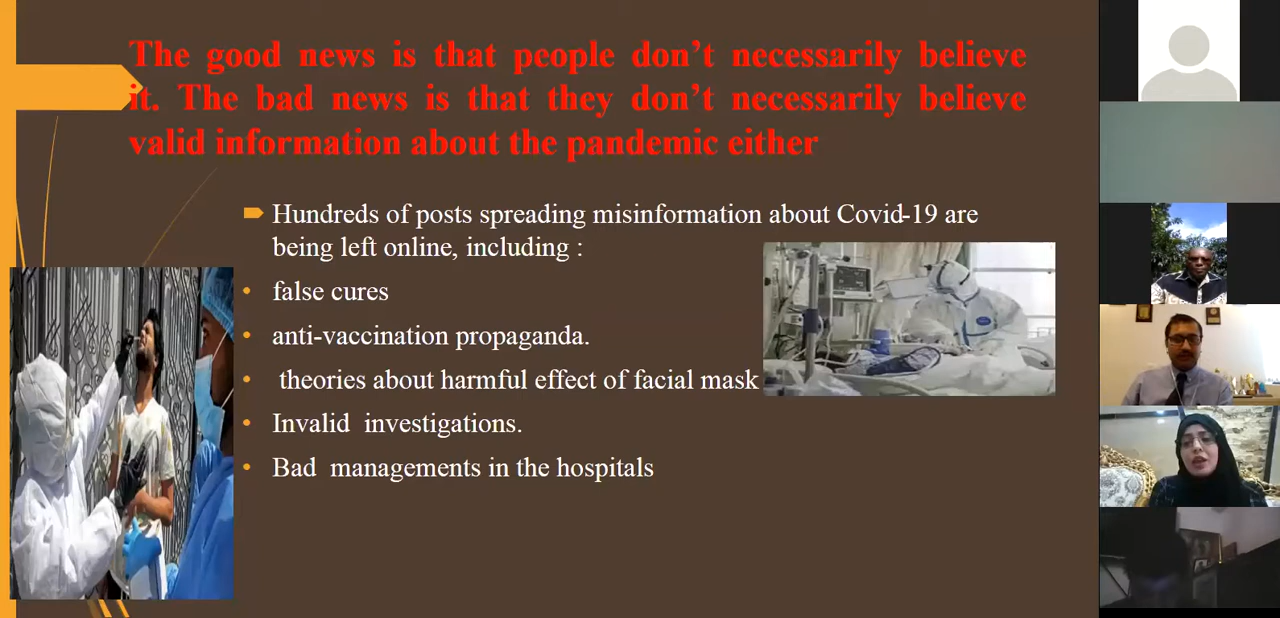 The good news is that people don’t necessarily believe
it. The bad news is that they don’t necessarily believe
valid information about the pandemic either
Hundreds of posts spreading misinformation about Covid-19 are
being left online, including :
false cures
anti-vaccination propaganda.
theories about harmful effect of facial mask
Invalid investigations.
Bad managements in the hospitals